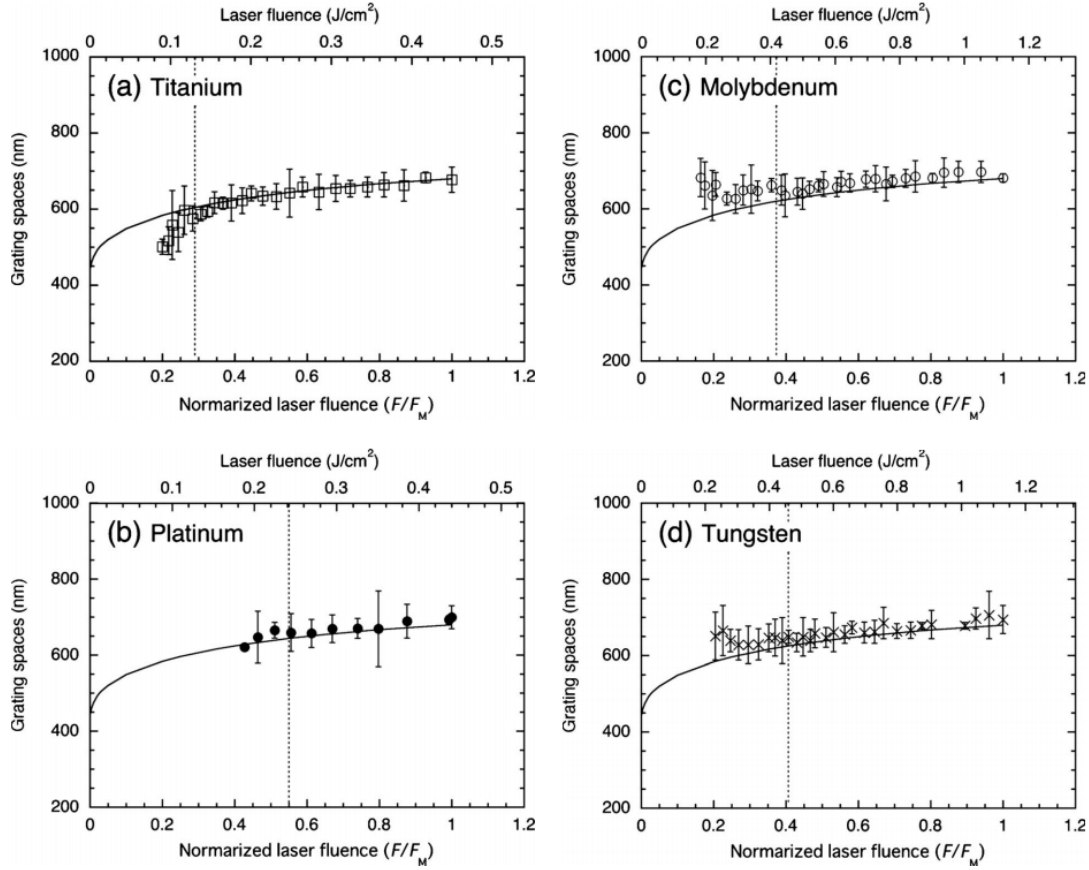 Laser fluence (J/cm²)
0 0.1 0.2 0.3 0.4 0.5
1000
800
600
400
200
Grating spaces (nm)
(a) Titanium
0 0.2 0.4 0.6 0.8 1 1.2
Normarized laser fluence (F/F_M)
Laser fluence (J/cm²)
0 0.2 0.4 0.6 0.8 1 1.2
1000
800
600
400
200
Grating spaces (nm)
(c) Molybdenum
0 0.2 0.4 0.6 0.8 1 1.2
Normarized laser fluence (F/F_M)
Laser fluence (J/cm²)
0 0.1 0.2 0.3 0.4 0.5
1000
800
600
400
200
Grating spaces (nm)
(b) Platinum
0 0.2 0.4 0.6 0.8 1 1.2
Normarized laser fluence (F/F_M)
Laser fluence (J/cm²)
0 0.2 0.4 0.6 0.8 1 1.2
1000
800
600
400
200
Grating spaces (nm)
(d) Tungsten
0 0.2 0.4 0.6 0.8 1 1.2
Normarized laser fluence (F/F_M)